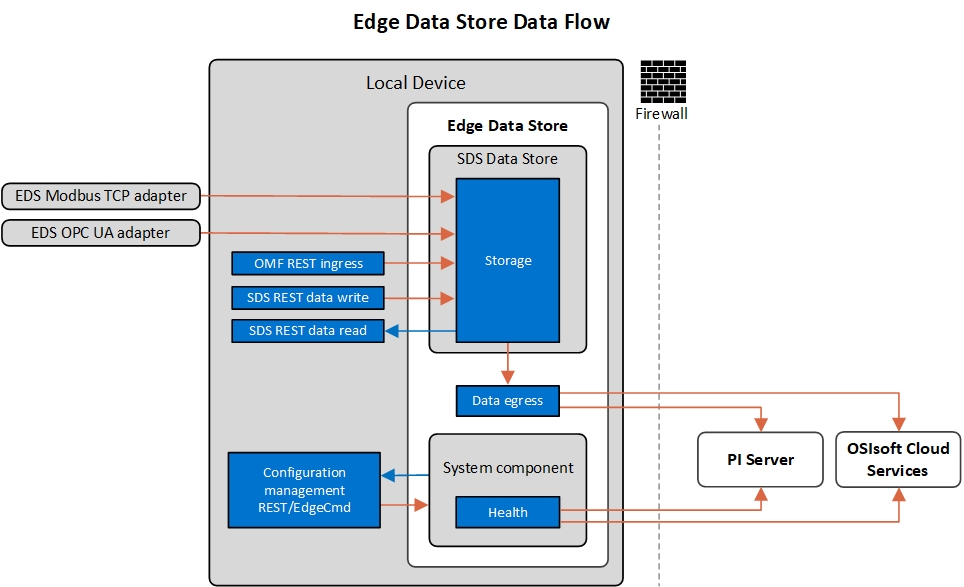 Edge Data Store Data Flow
Local Device
Firewall
Edge Data Store
SDS Data Store
EDS Modbus TCP adapter
EDS OPC UA adapter
OMF REST ingress
Storage
SDS REST data write
SDS REST data read
Data egress
PI Server
OSIsoft Cloud
Services
System component
Configuration
management
REST/EdgeCmd
Health